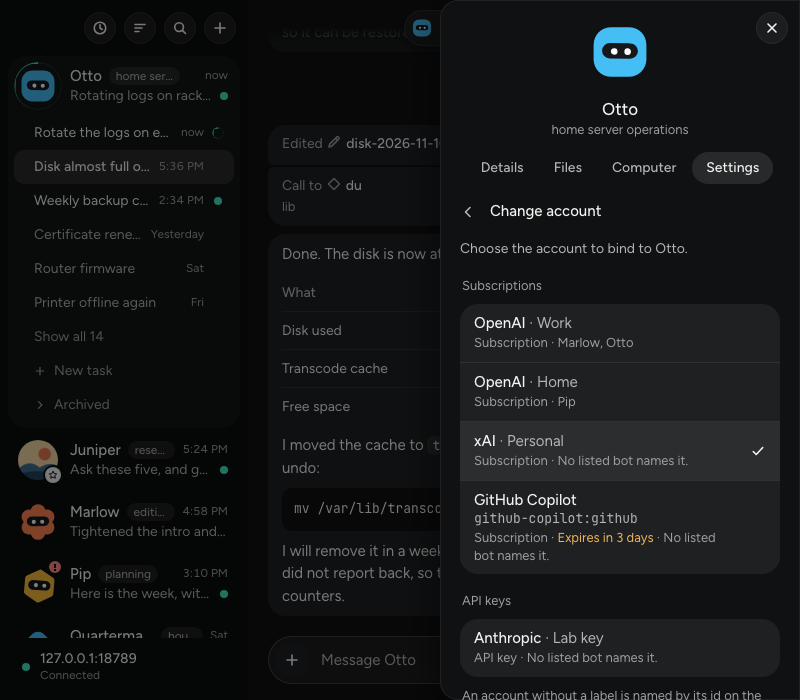 Otto home ser... now
Rotating logs on rack...
Rotate the logs on e... now
Disk almost full o... 5:36 PM
Weekly backup c... 2:34 PM
Certificate rene... Yesterday
Router firmware Sat
Printer offline again Fri
Show all 14
+ New task
> Archived
Juniper rese... 5:24 PM
Ask these five, and g...
Marlow editi... 4:58 PM
Tightened the intro and...
Pip planning 3:10 PM
Here is the week, wit...
Quarterma hou Sat
127.0.0.1:18789
Connected
so it can be restor
Edited disk-2026-11-1
Call to du
lib
Done. The disk is now at
What
Disk used
Transcode cache
Free space
I moved the cache to t
undo:
mv /var/lib/transco
I will remove it in a week
did not report back, so t
counters.
Message Otto
Otto
home server operations
Details Files Computer Settings
Change account
Choose the account to bind to Otto.
Subscriptions
OpenAI · Work
Subscription · Marlow, Otto
OpenAI · Home
Subscription · Pip
xAI · Personal
Subscription · No listed bot names it.
GitHub Copilot
github-copilot:github
Subscription · Expires in 3 days · No listed
bot names it.
API keys
Anthropic · Lab key
API key · No listed bot names it.
An account without a label is named by its id on the